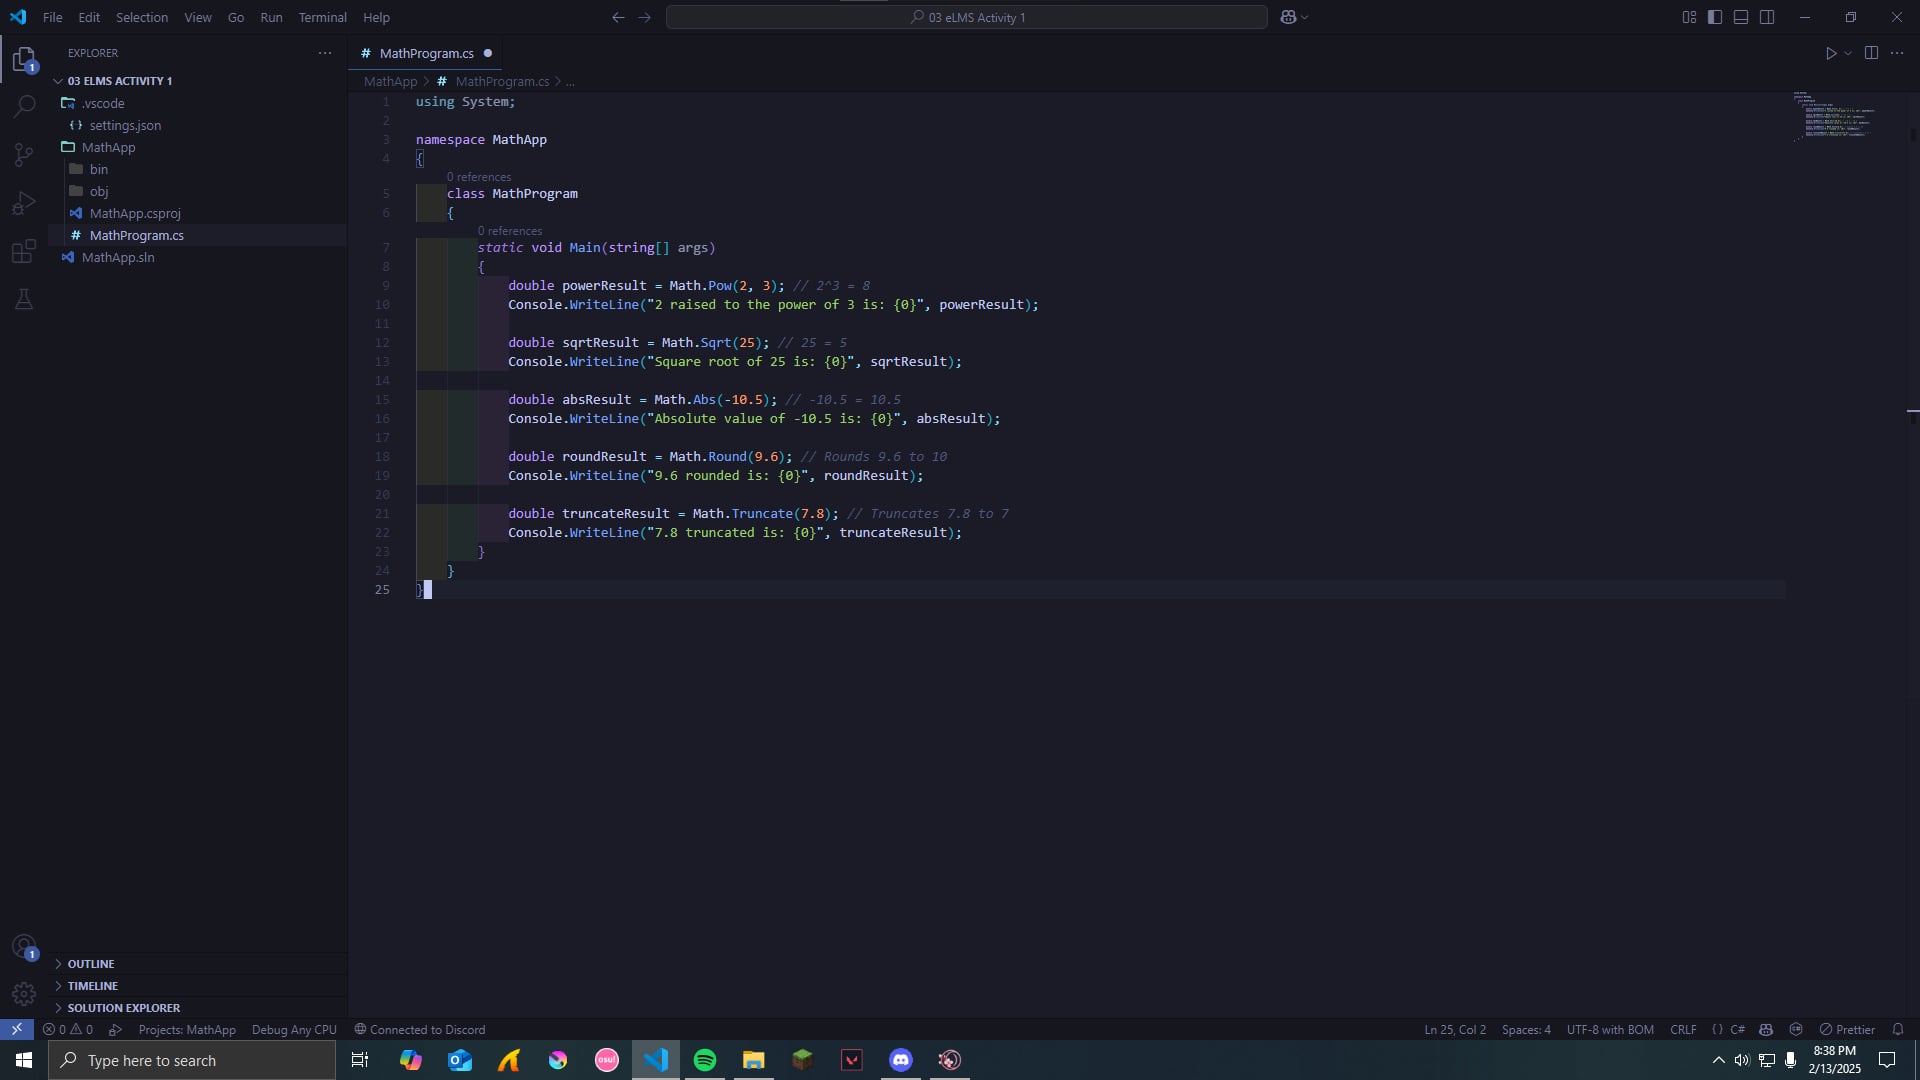 File Edit Selection View Go Run Terminal Help
03 eLMS Activity 1
EXPLORER
03 ELMS ACTIVITY 1
.vscode
{} settings.json
MathApp
bin
obj
MathApp.csproj
# MathProgram.cs
MathApp.sln
1
OUTLINE
TIMELINE
SOLUTION EXPLORER
1
# MathProgram.cs
MathApp > # MathProgram.cs > ...
1 using System;
2
3 namespace MathApp
4 {
0 references
5 class MathProgram
6 {
0 references
7 static void Main(string[] args)
8 {
9 double powerResult = Math.Pow(2, 3); // 2^3 = 8
10 Console.WriteLine("2 raised to the power of 3 is: {0}", powerResult);
11
12 double sqrtResult = Math.Sqrt(25); // 25 = 5
13 Console.WriteLine("Square root of 25 is: {0}", sqrtResult);
14
15 double absResult = Math.Abs(-10.5); // -10.5 = 10.5
16 Console.WriteLine("Absolute value of -10.5 is: {0}", absResult);
17
18 double roundResult = Math.Round(9.6); // Rounds 9.6 to 10
19 Console.WriteLine("9.6 rounded is: {0}", roundResult);
20
21 double truncateResult = Math.Truncate(7.8); // Truncates 7.8 to 7
22 Console.WriteLine("7.8 truncated is: {0}", truncateResult);
23 }
24 }
25 }
0 0 Projects: MathApp Debug Any CPU Connected to Discord
Ln 25, Col 2 Spaces: 4 UTF-8 with BOM CRLF {} C# Prettier
Type here to search
osu!
8:38 PM
2/13/2025